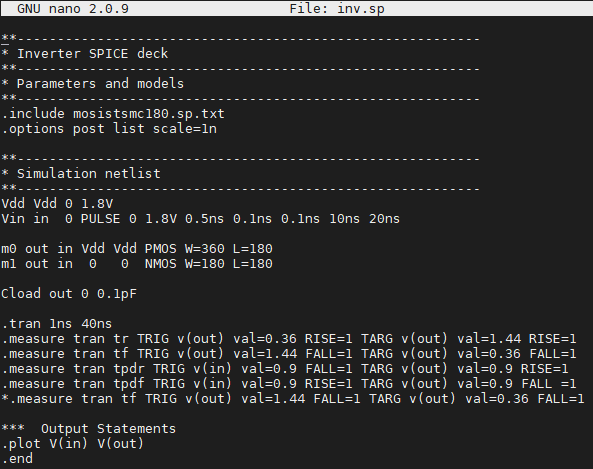 GNU nano 2.0.9 File: inv.sp
**---------------------------------------------------------
* Inverter SPICE deck
**---------------------------------------------------------
* Parameters and models
**---------------------------------------------------------
.include mosistsmc180.sp.txt
.options post list scale=1n
**---------------------------------------------------------
* Simulation netlist
**---------------------------------------------------------
Vdd Vdd 0 1.8V
Vin in  0 PULSE 0 1.8V 0.5ns 0.1ns 0.1ns 10ns 20ns
m0 out in Vdd Vdd PMOS W=360 L=180
m1 out in  0   0  NMOS W=180 L=180
Cload out 0 0.1pF
.tran 1ns 40ns
.measure tran tr TRIG v(out) val=0.36 RISE=1 TARG v(out) val=1.44 RISE=1
.measure tran tf TRIG v(out) val=1.44 FALL=1 TARG v(out) val=0.36 FALL=1
.measure tran tpdr TRIG v(in) val=0.9 FALL=1 TARG v(out) val=0.9 RISE=1
.measure tran tpdf TRIG v(in) val=0.9 RISE=1 TARG v(out) val=0.9 FALL =1
*.measure tran tf TRIG v(out) val=1.44 FALL=1 TARG v(out) val=0.36 FALL=1
***  Output Statements
.plot V(in) V(out)
.end